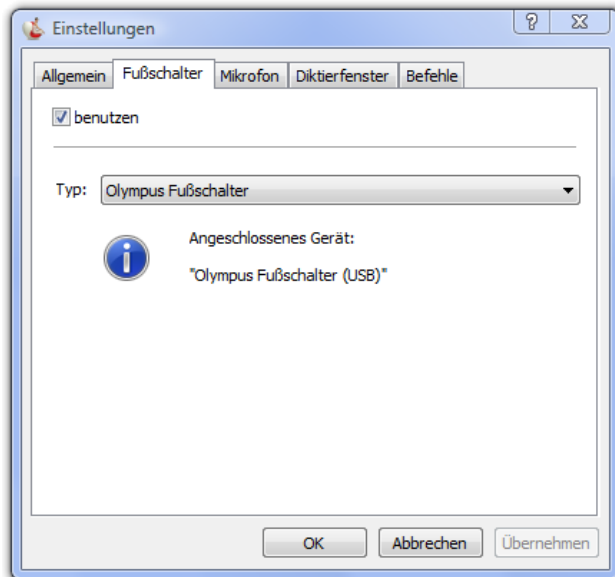 Einstellungen
Allgemein Fußschalter Mikrofon Diktierfenster Befehle
benutzen
Typ: Olympus Fußschalter
Angeschlossenes Gerät:
"Olympus Fußschalter (USB)"
OK Abbrechen Übernehmen